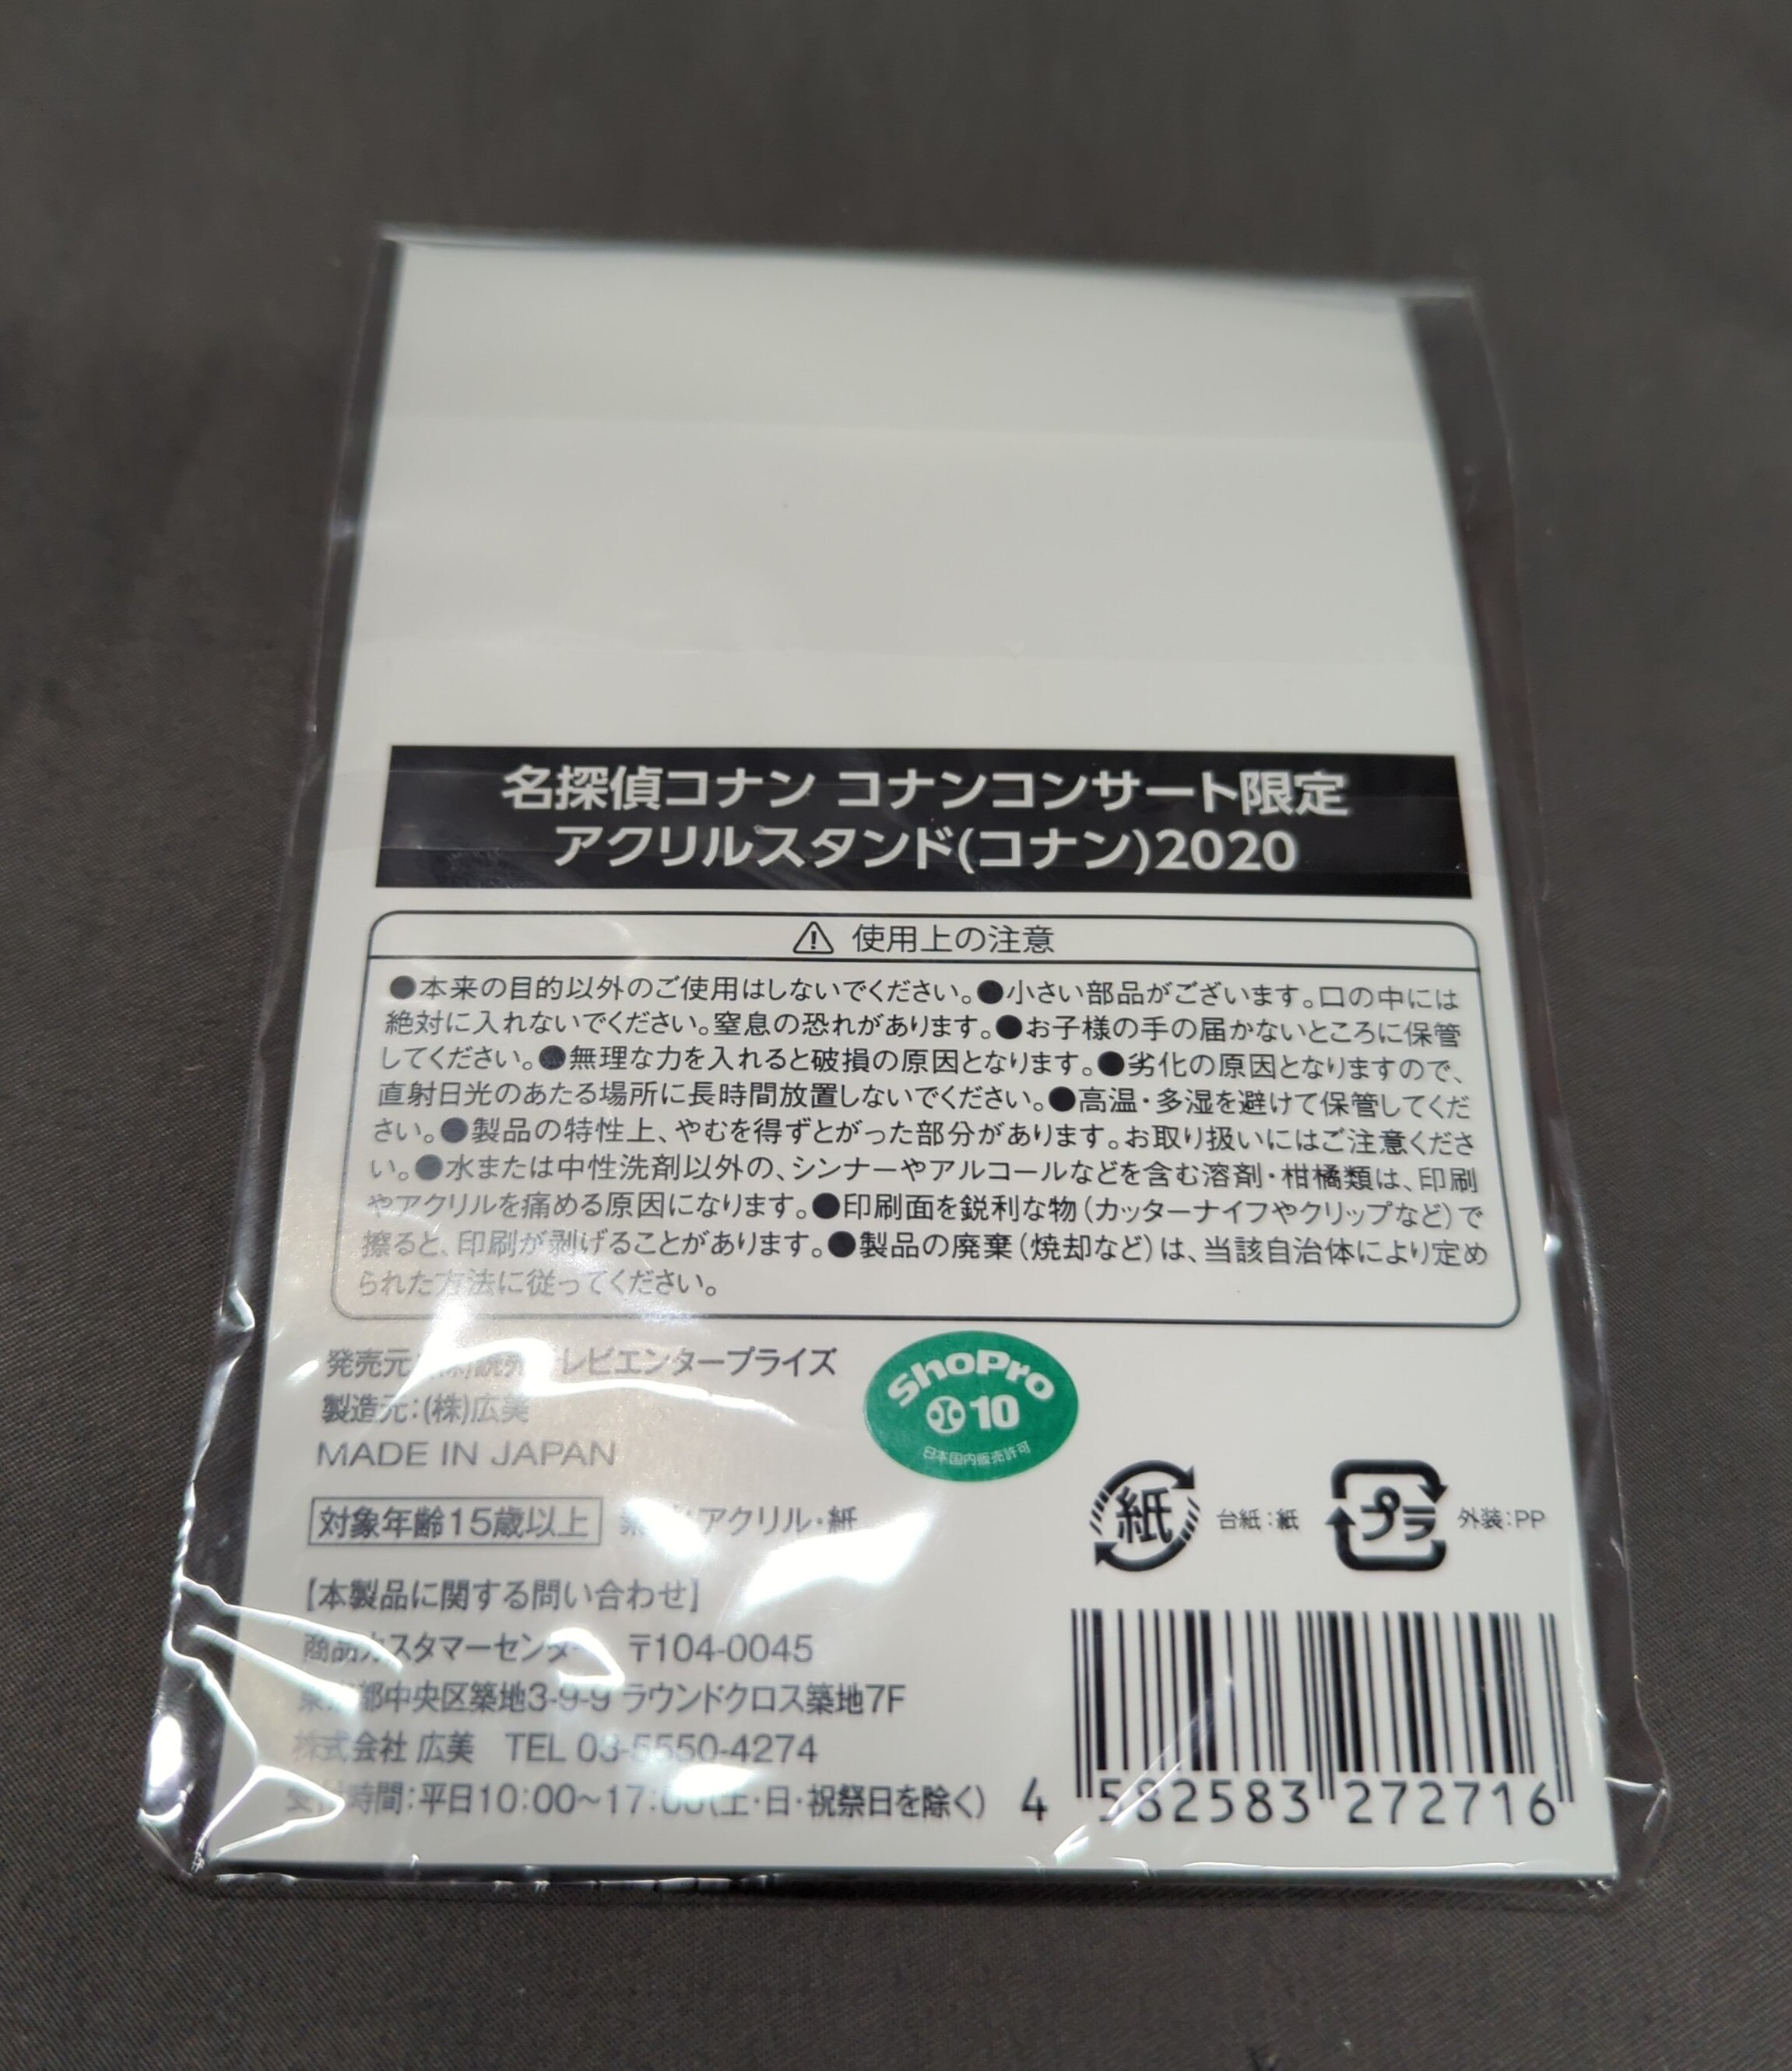 名探偵コナン コナンコンサート限定
アクリルスタンド(コナン)2020
使用上の注意
●本来の目的以外のご使用はしないでください。●小さい部品がございます。口の中には
絶対に入れないでください。窒息の恐れがあります。●お子様の手の届かないところに保管
してください。●無理な力を入れると破損の原因となります。●劣化の原因となりますので、
直射日光のあたる場所に長時間放置しないでください。●高温・多湿を避けて保管してくだ
さい。●製品の特性上、やむを得ずとがった部分があります。お取り扱いにはご注意くださ
い。●水または中性洗剤以外の、シンナーやアルコールなどを含む溶剤・柑橘類は、印刷
やアクリルを痛める原因になります。●印刷面を鋭利な物(カッターナイフやクリップなど)で
擦ると、印刷が剥げることがあります。●製品の廃棄(焼却など)は、当該自治体により定め
られた方法に従ってください。
発売元 レビエンタープライズ
製造元:(株)広美
MADE IN JAPAN
ShoPro
10
日本国内販売許可
対象年齢15歳以上 アクリル・紙
紙 台紙:紙 プラ 外装:PP
【本製品に関する問い合わせ】
商品カスタマーセンター 〒104-0045
東京都中央区築地3-9-9 ラウンドクロス築地7F
株式会社 広美 TEL 03-5550-4274
時間:平日10:00～17:00(土・日・祝祭日を除く)
4 582583 272716